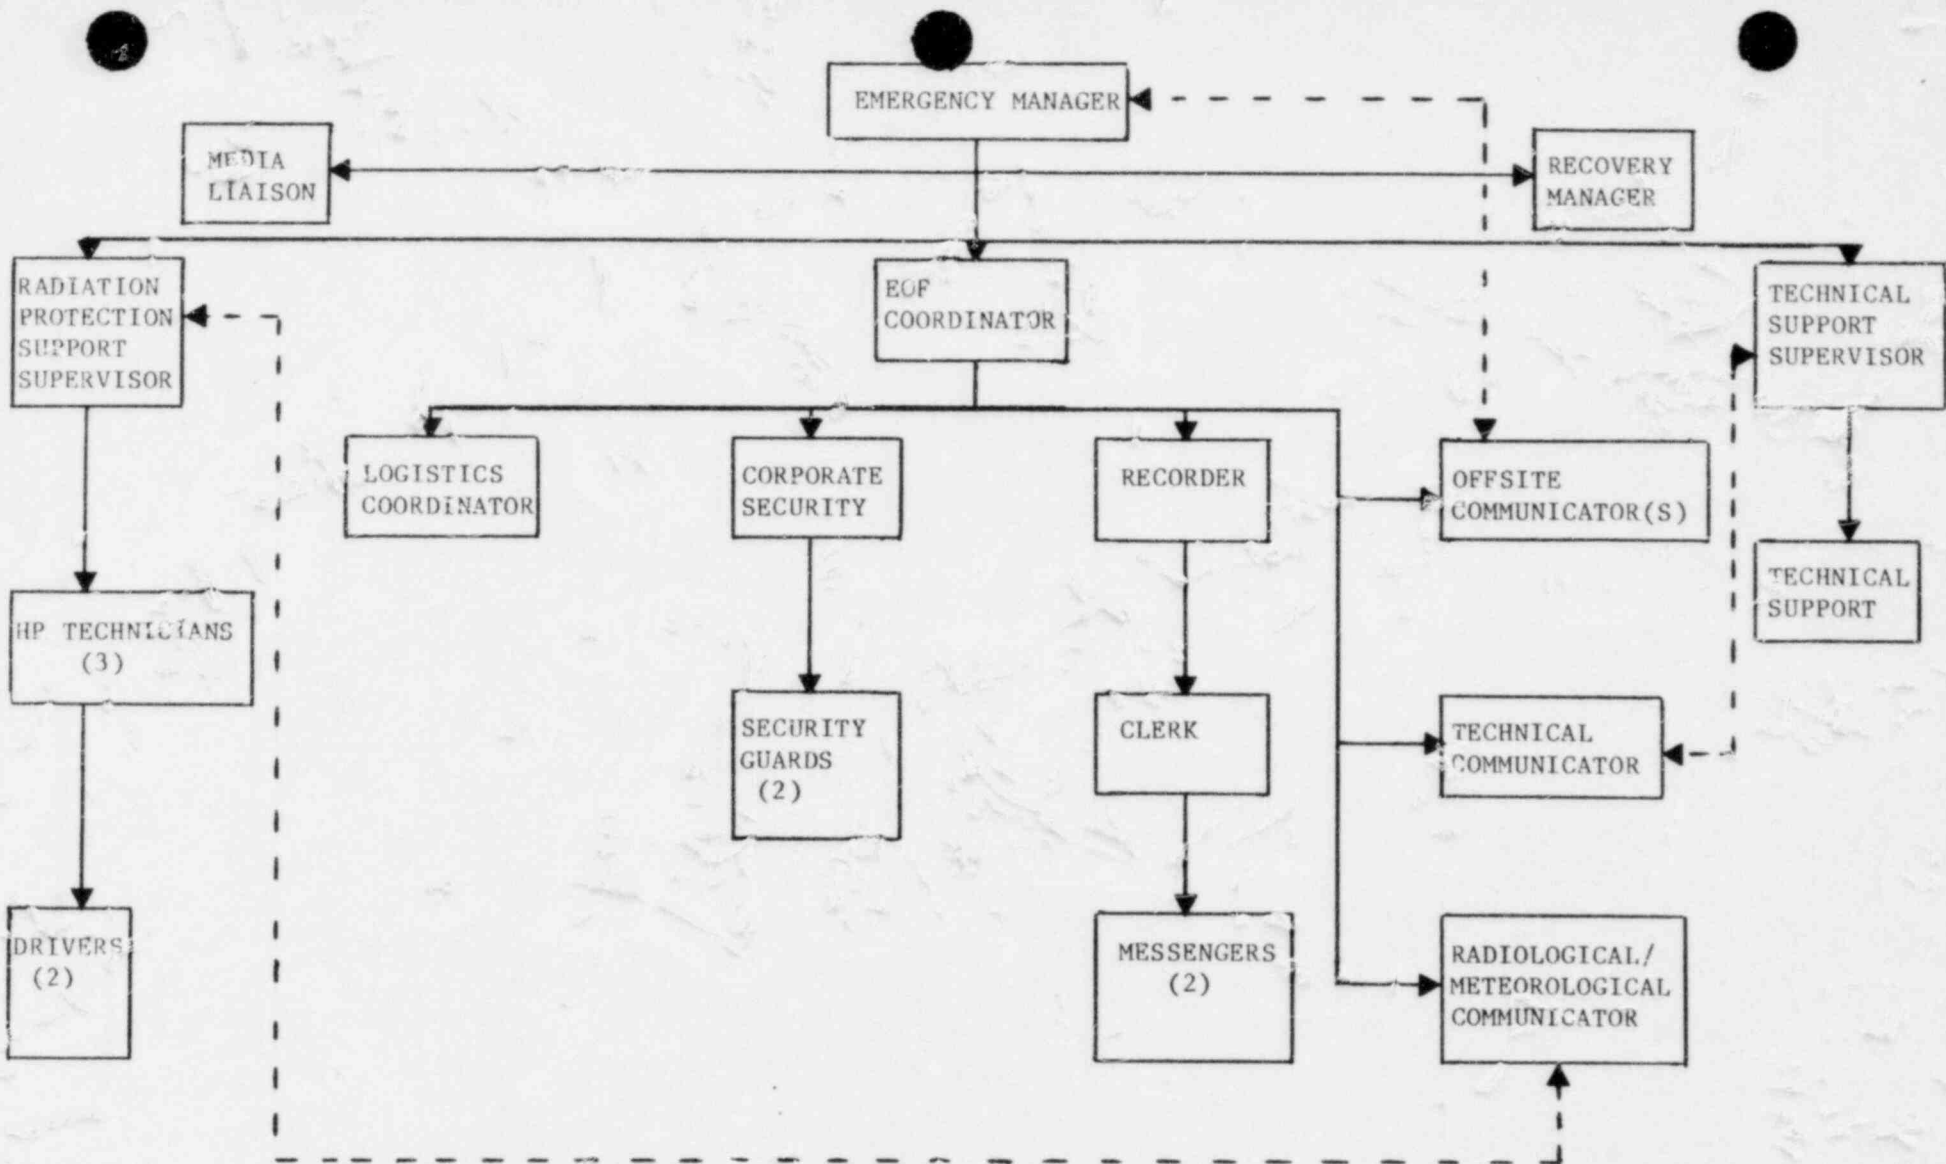 EMERGENCY MANAGER
MEDIA
LIAISON
RECOVERY
MANAGER
RADIATION
PROTECTION
SUPPORT
SUPERVISOR
EOF
COORDINATOR
TECHNICAL
SUPPORT
SUPERVISOR
LOGISTICS
COORDINATOR
CORPORATE
SECURITY
RECORDER
OFFSITE
COMMUNICATOR(S)
TECHNICAL
SUPPORT
HP TECHNICIANS
(3)
SECURITY
GUARDS
(2)
CLERK
TECHNICAL
COMMUNICATOR
DRIVERS
(2)
MESSENGERS
(2)
RADIOLOGICAL/
METEOROLOGICAL
COMMUNICATOR